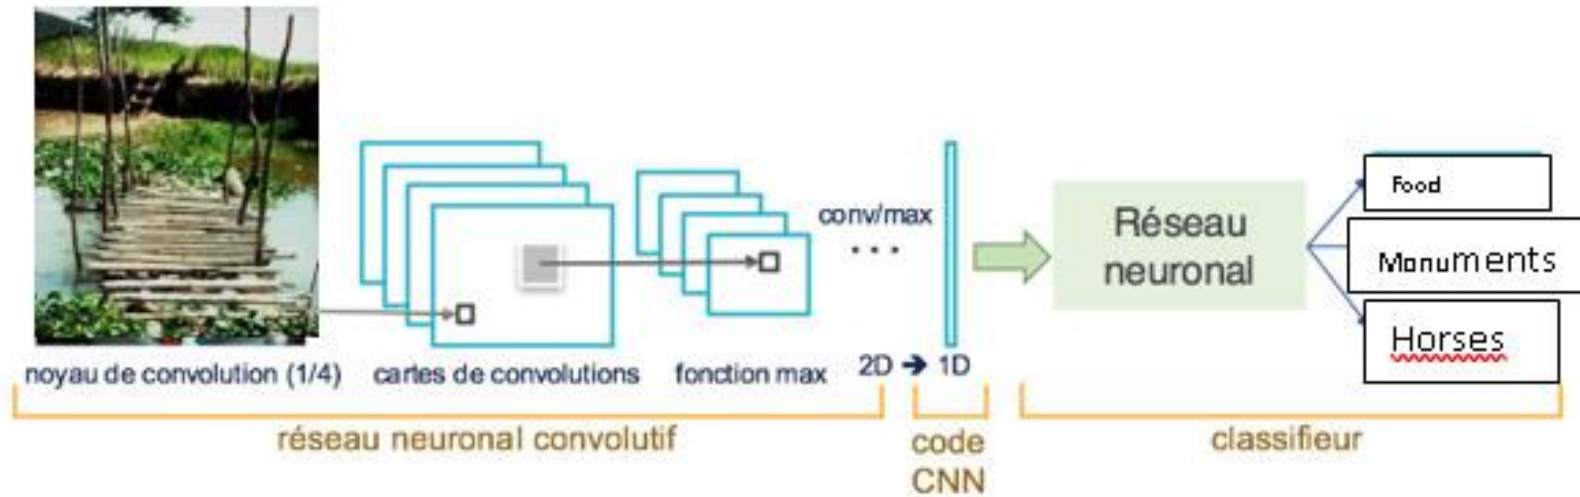 noyau de convolution (1/4)
cartes de convolutions
fonction max
conv/max
...
2D → 1D
Réseau
neuronal
Food
Monuments
Horses
réseau neuronal convolutif
code
CNN
classifieur